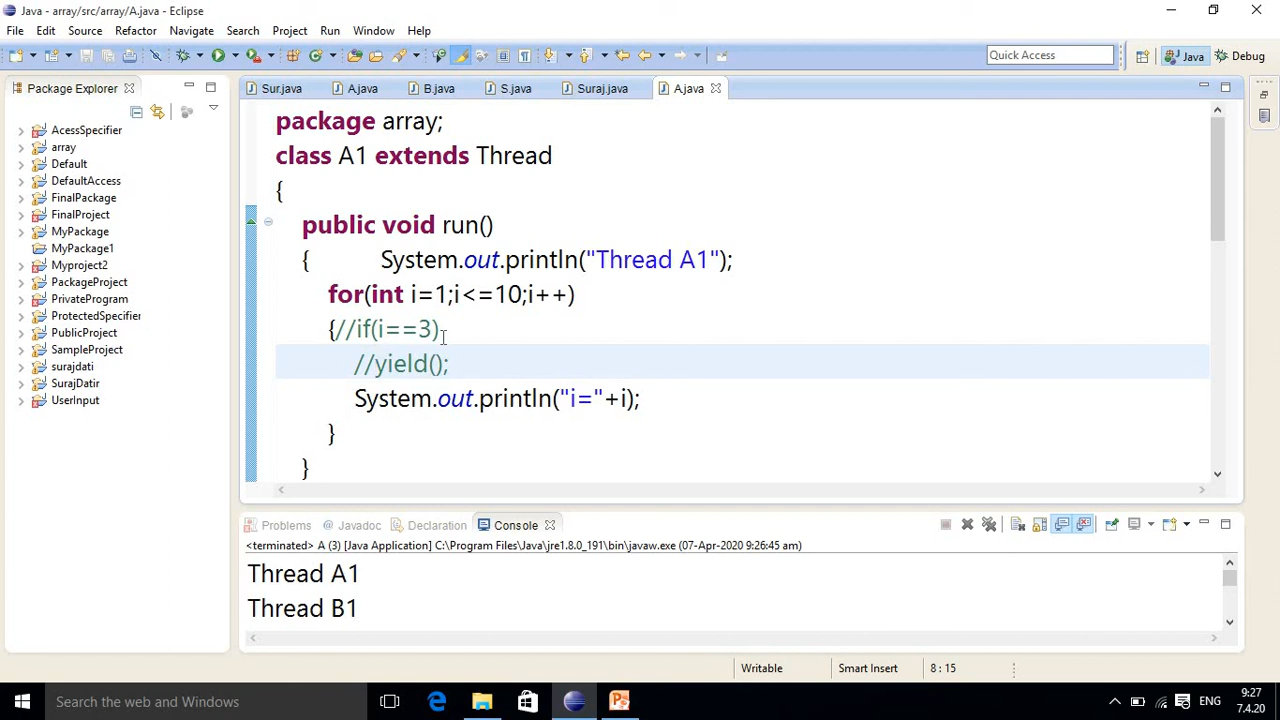 Java - array/src/array/A.java - Eclipse
File Edit Source Refactor Navigate Search Project Run Window Help
Quick Access
Java
Debug
Package Explorer
Sur.java
A.java
B.java
S.java
Suraj.java
A.java
AcessSpecifier
array
Default
DefaultAccess
FinalPackage
FinalProject
MyPackage
MyPackage1
Myproject2
PackageProject
PrivateProgram
ProtectedSpecifier
PublicProject
SampleProject
surajdati
SurajDatir
UserInput
package array;
class A1 extends Thread
{
public void run()
{ System.out.println("Thread A1");
for(int i=1;i<=10;i++)
{//if(i==3)
//yield();
System.out.println("i="+i);
}
}
Problems @ Javadoc Declaration Console
<terminated> A (3) [Java Application] C:\Program Files\Java\jre1.8.0_191\bin\javaw.exe (07-Apr-2020 9:26:45 am)
Thread A1
Thread B1
Writable Smart Insert 8 : 15
Search the web and Windows
ENG
9:27
7.4.20